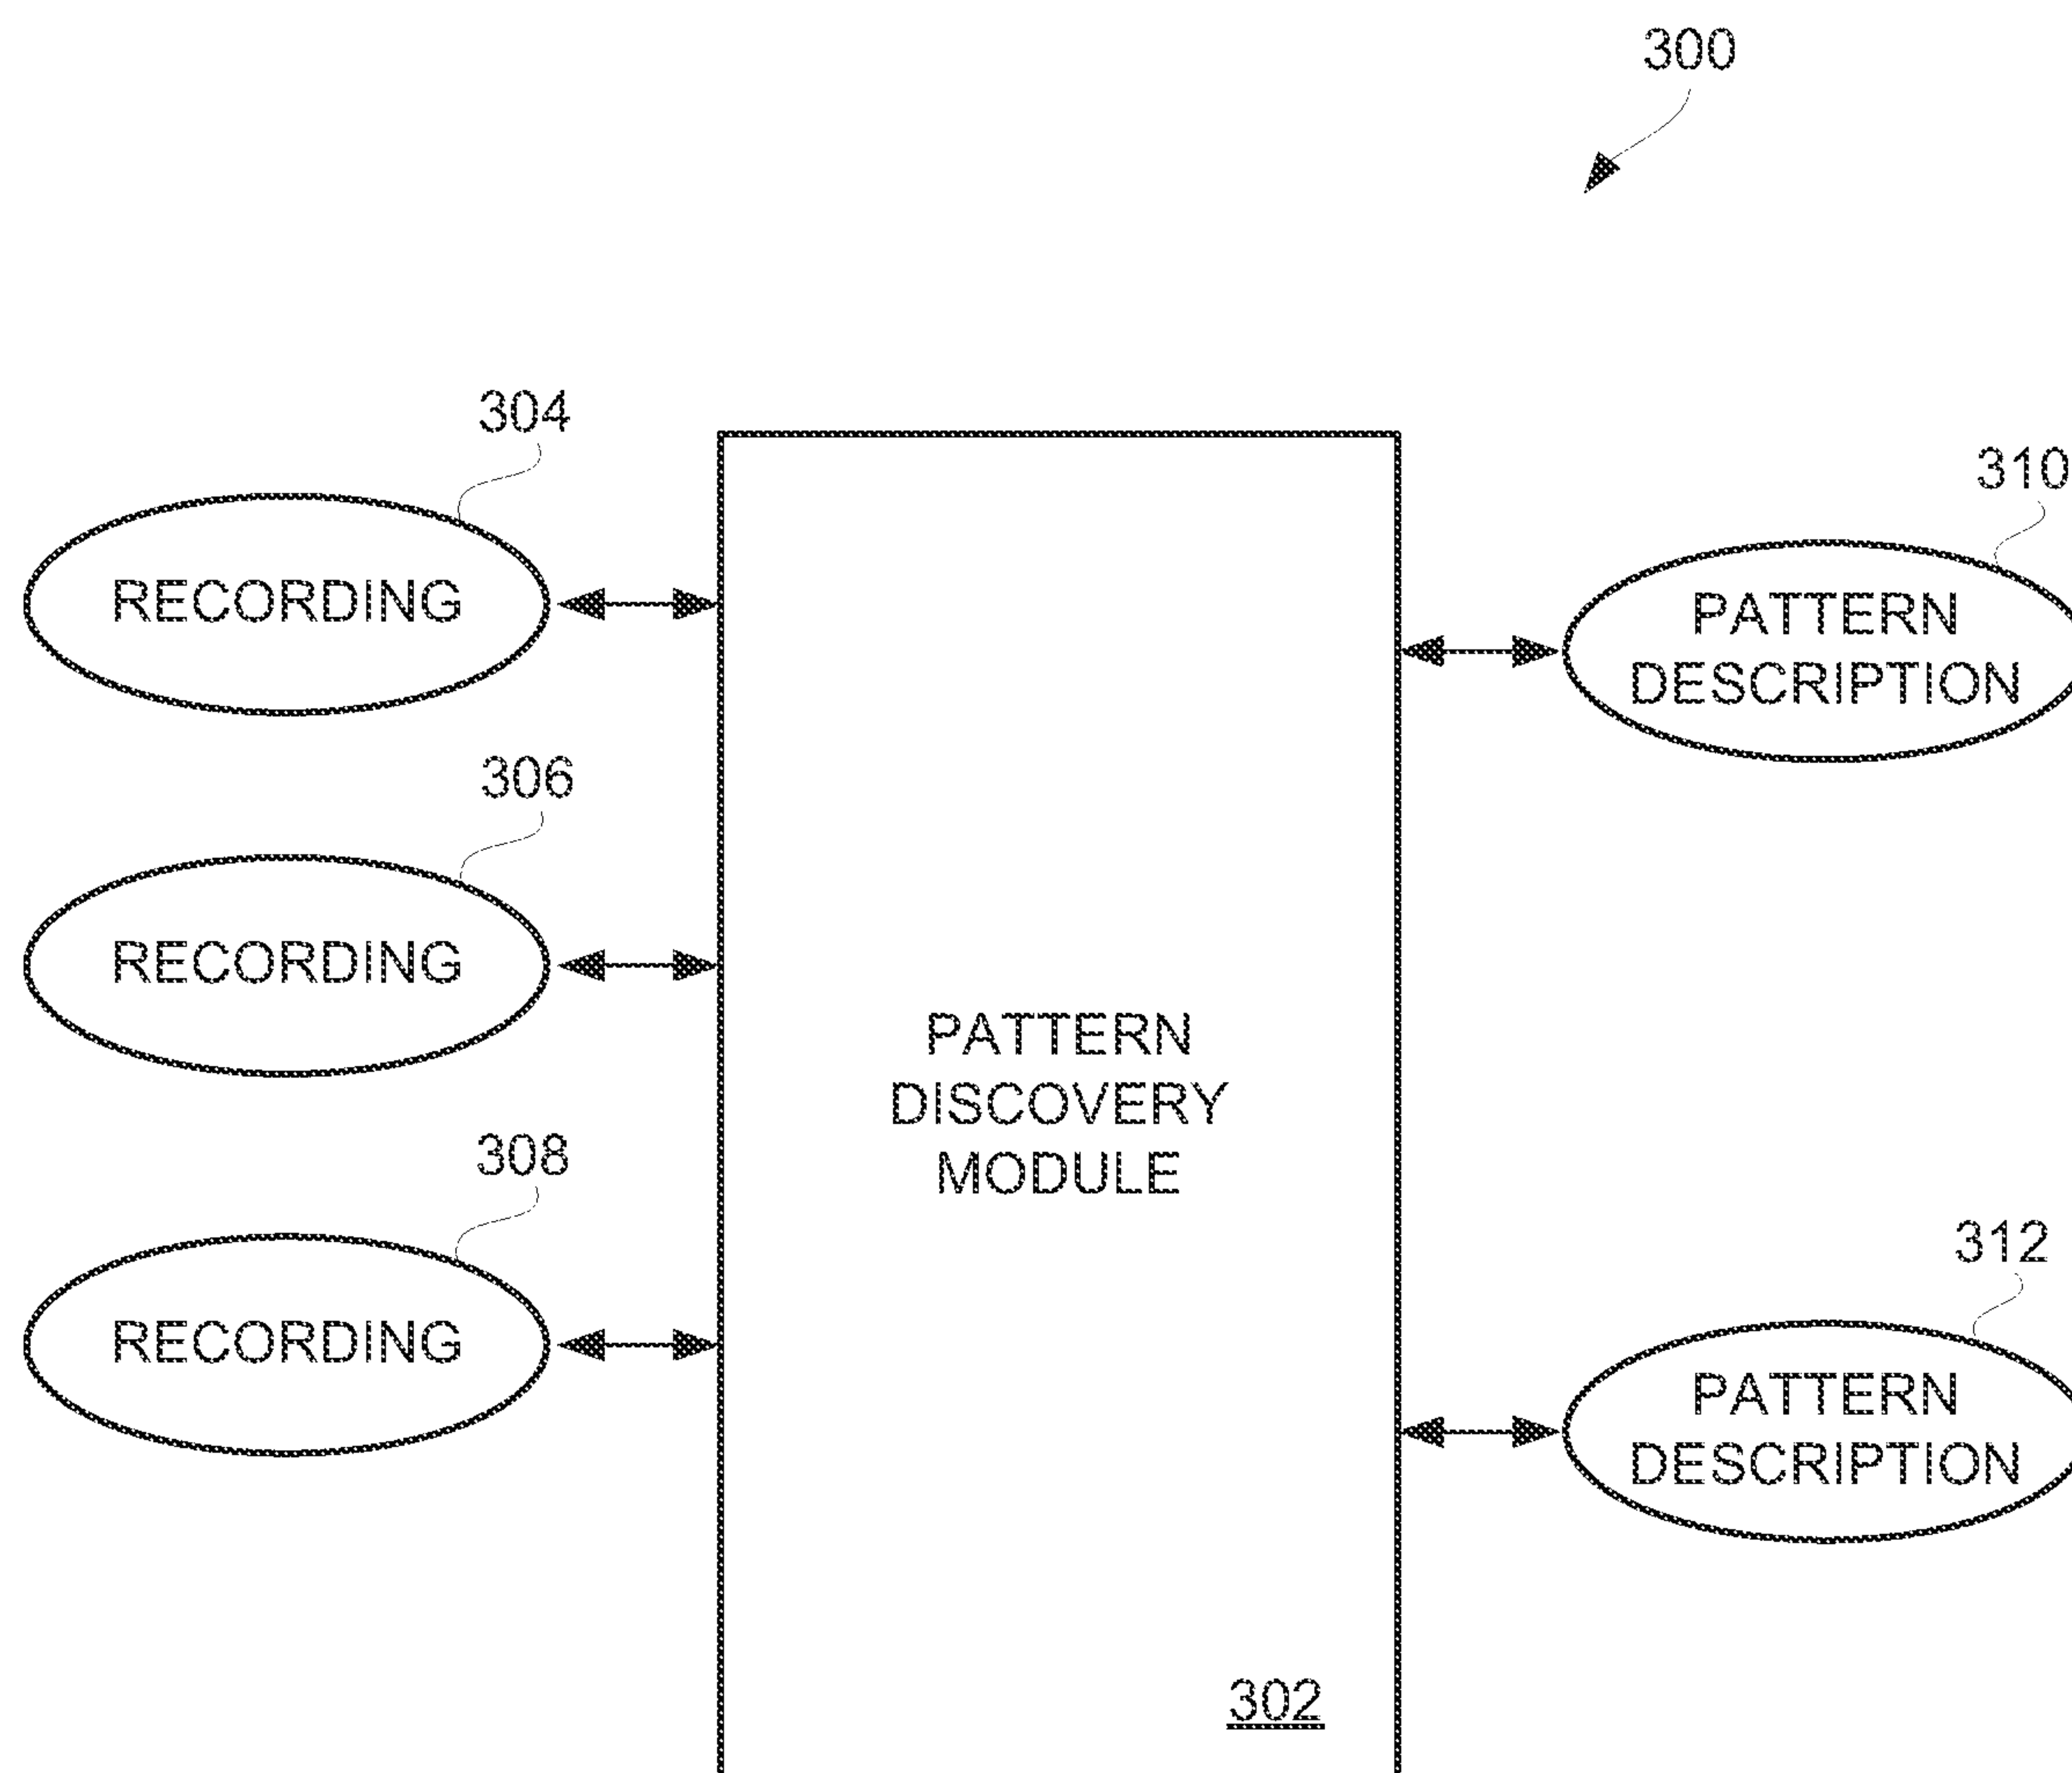 300
304
RECORDING
310
PATTERN
DESCRIPTION
306
RECORDING
PATTERN
DISCOVERY
MODULE
308
RECORDING
312
PATTERN
DESCRIPTION
302